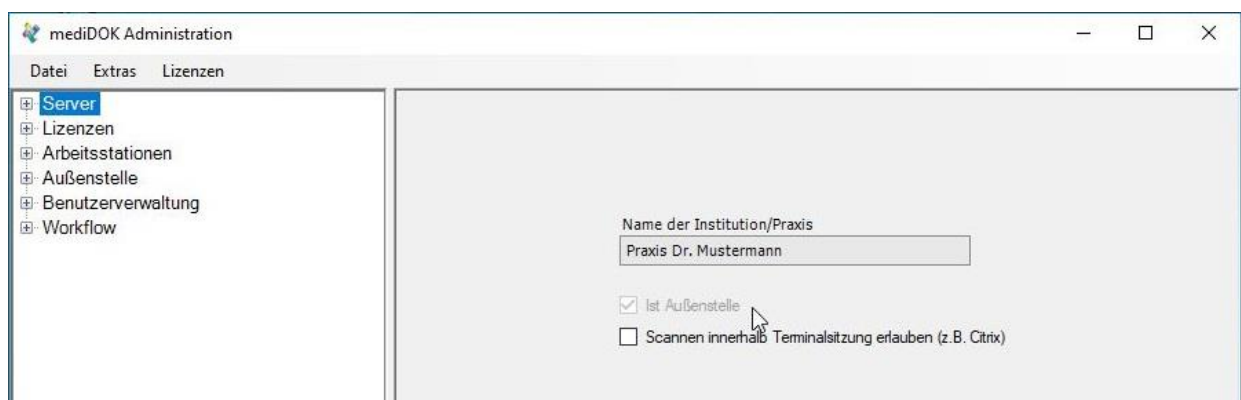 mediDOK Administration
Datei Extras Lizenzen
Server
Lizenzen
Arbeitsstationen
Außenstelle
Benutzerverwaltung
Workflow
Name der Institution/Praxis
Praxis Dr. Mustermann
Ist Außenstelle
Scannen innerhalb Terminalsitzung erlauben (z.B. Citrix)